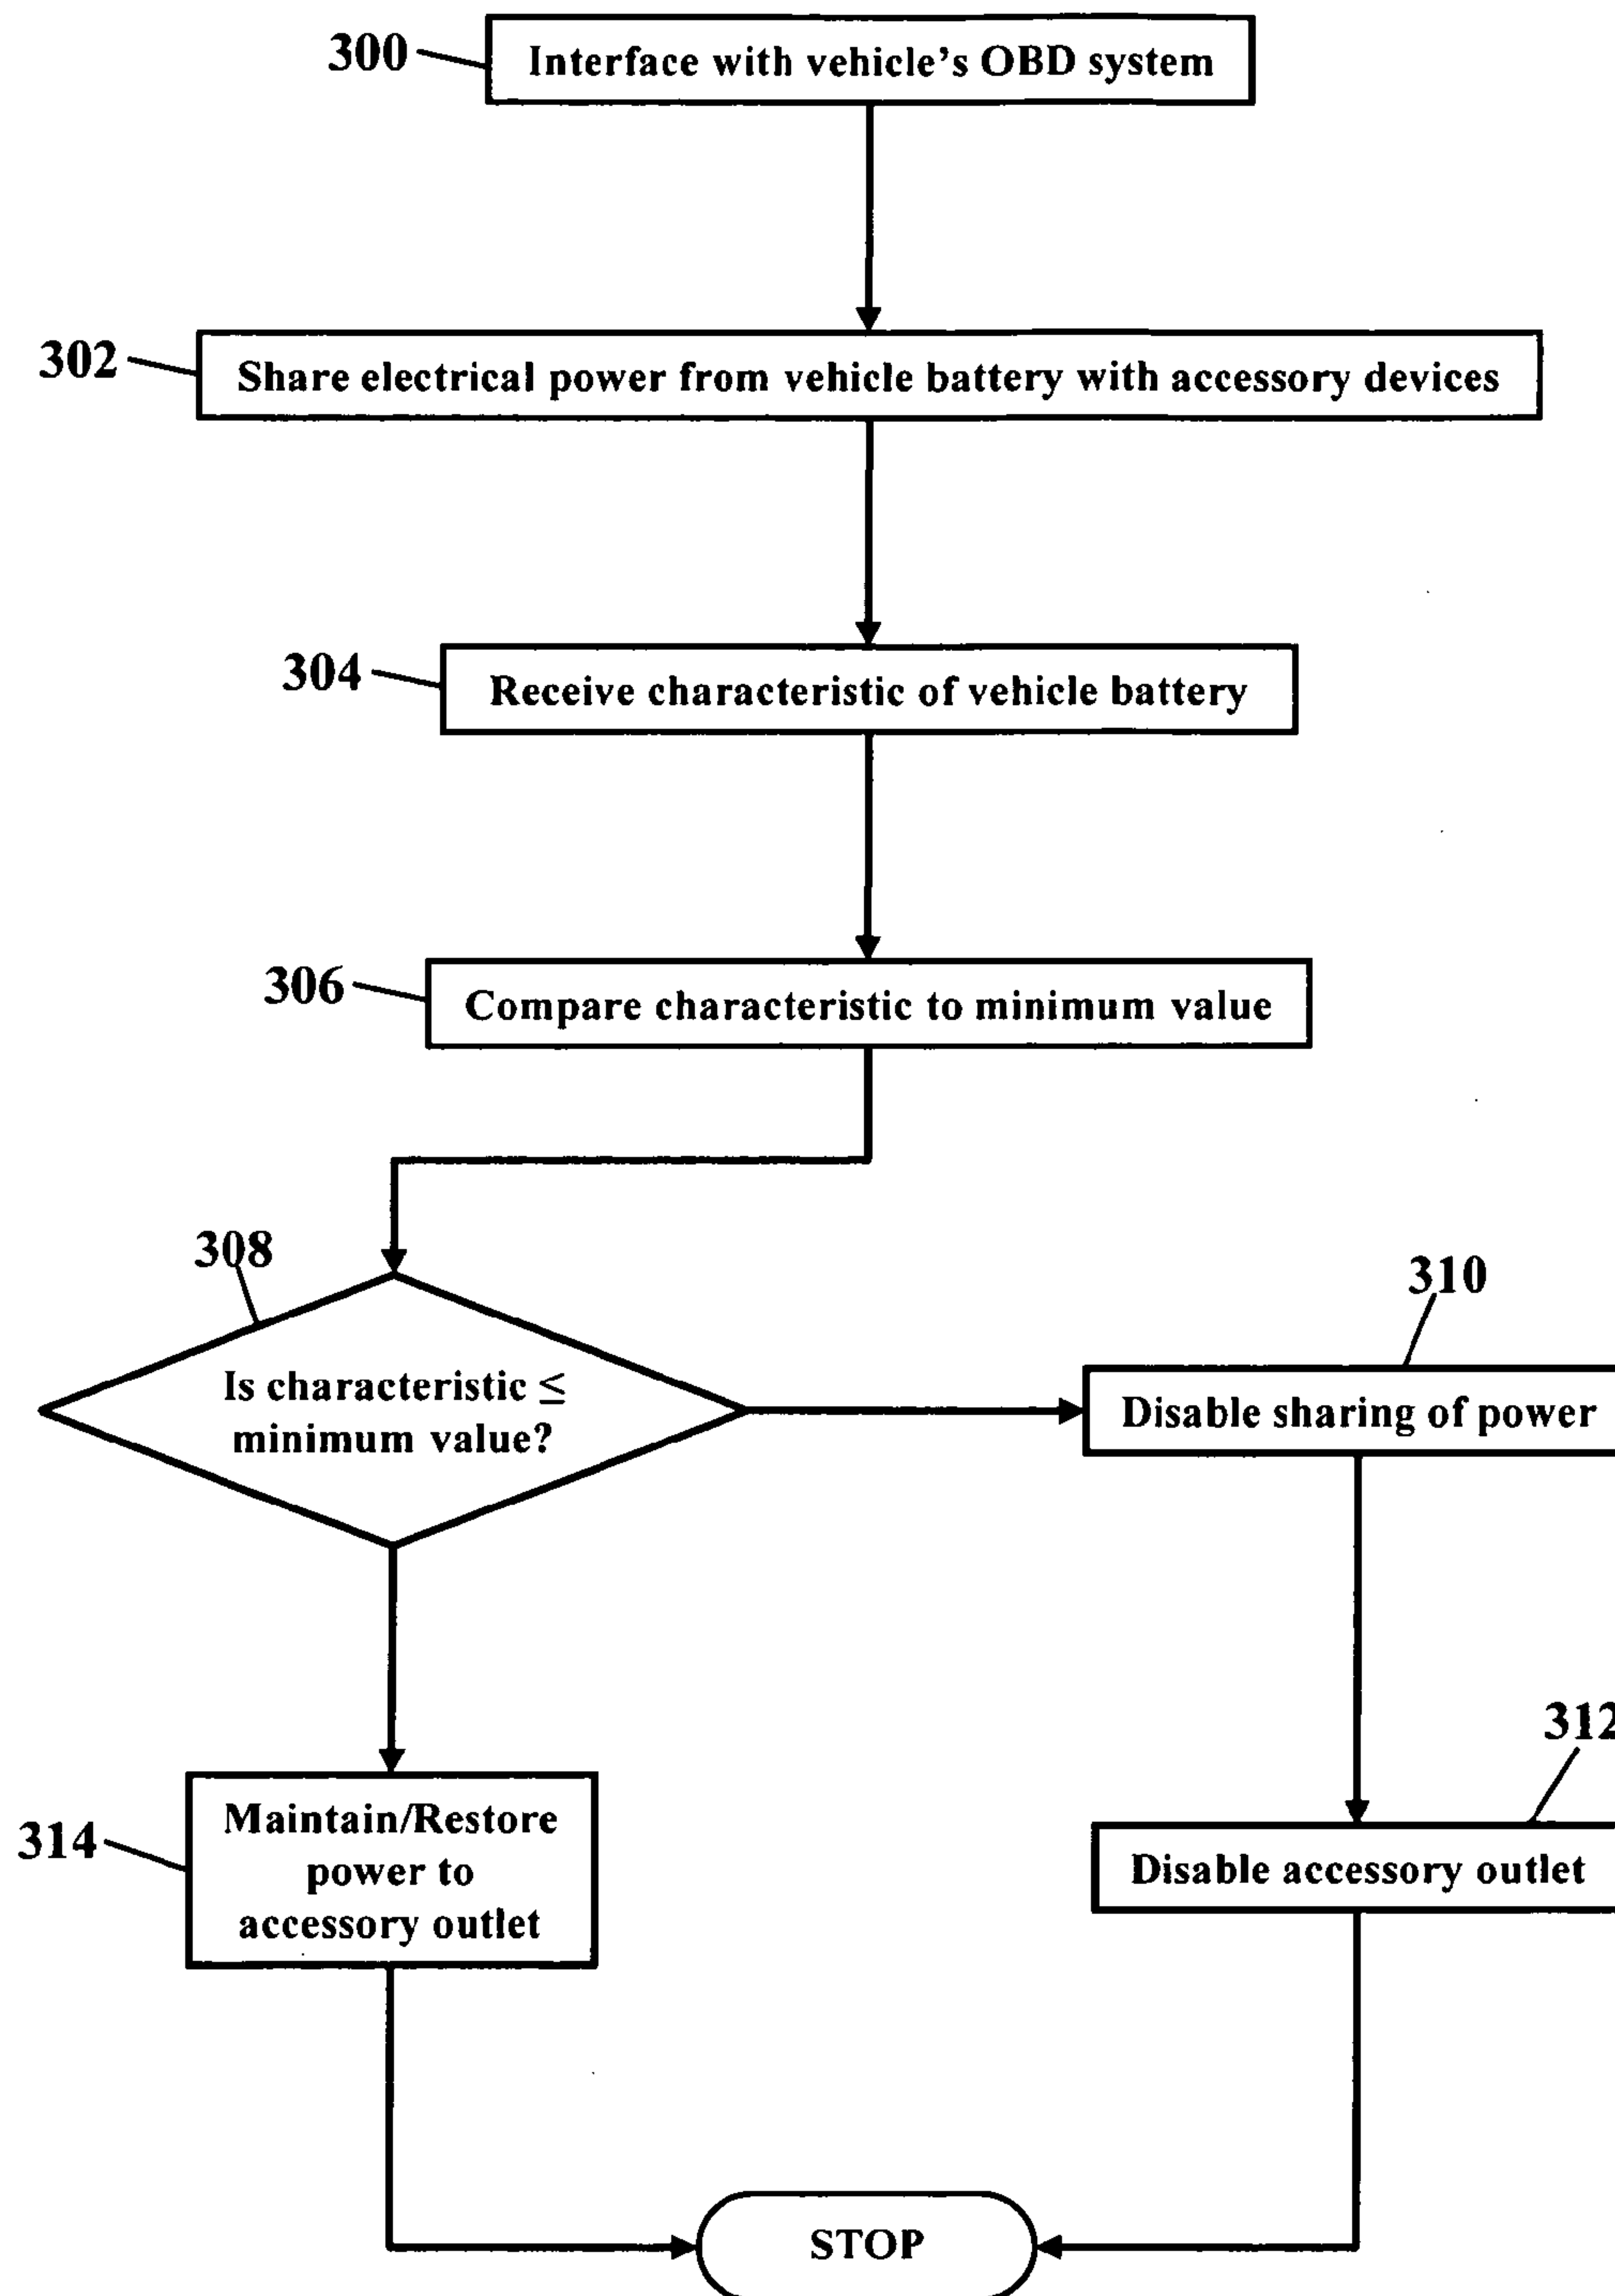 300
Interface with vehicle's OBD system
302
Share electrical power from vehicle battery with accessory devices
304
Receive characteristic of vehicle battery
306
Compare characteristic to minimum value
308
Is characteristic ≤
minimum value?
310
Disable sharing of power
312
Disable accessory outlet
314
Maintain/Restore
power to
accessory outlet
STOP